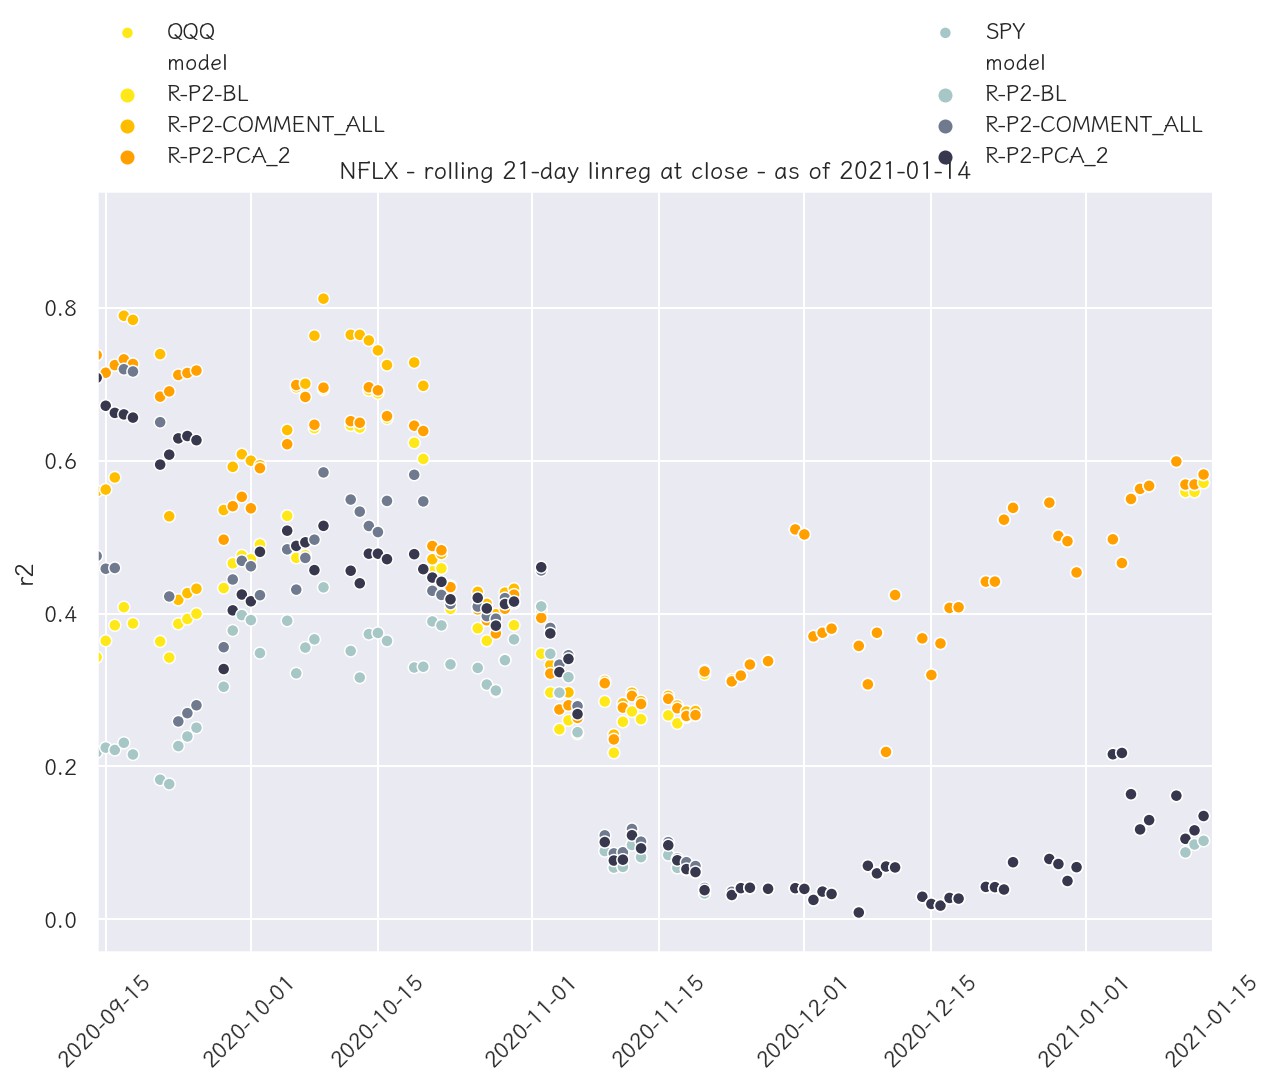 QQQ
model
R-P2-BL
R-P2-COMMENT_ALL
R-P2-PCA_2
SPY
model
R-P2-BL
R-P2-COMMENT_ALL
R-P2-PCA_2
NFLX - rolling 21-day linreg at close - as of 2021-01-14
r2
0.8
0.6
0.4
0.2
0.0
2020-09-15
2020-10-01
2020-10-15
2020-11-01
2020-11-15
2020-12-01
2020-12-15
2021-01-01
2021-01-15